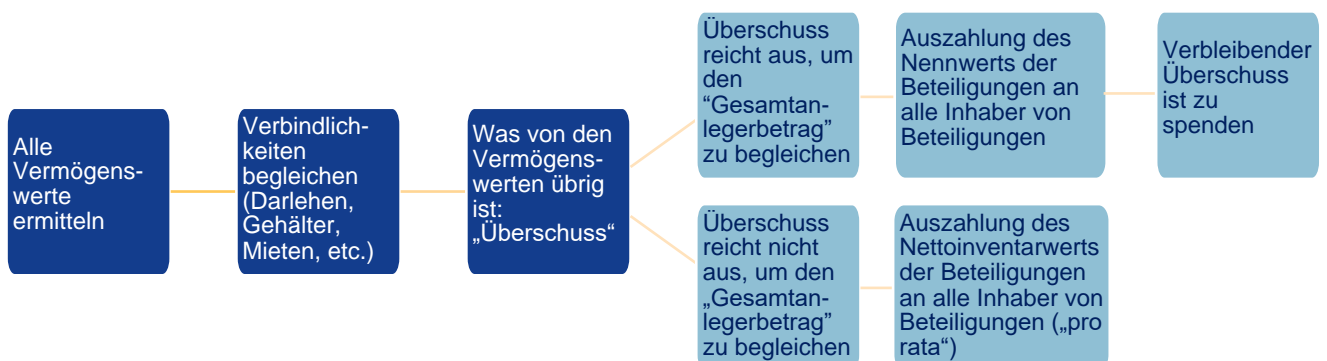 Alle
Vermögens-
werte
ermitteln
Verbindlich-
keiten
begleichen
(Darlehen,
Gehälter,
Mieten, etc.)
Was von den
Vermögens-
werten übrig
ist:
„Überschuss“
Überschuss
reicht aus, um
den
“Gesamtan-
legerbetrag”
zu begleichen
Auszahlung des
Nennwerts der
Beteiligungen an
alle Inhaber von
Beteiligungen
Verbleibender
Überschuss
ist zu
spenden
Überschuss
reicht nicht
aus, um den
„Gesamtan-
legerbetrag”
zu begleichen
Auszahlung des
Nettoinventarwerts
der Beteiligungen
an alle Inhaber von
Beteiligungen („pro
rata“)